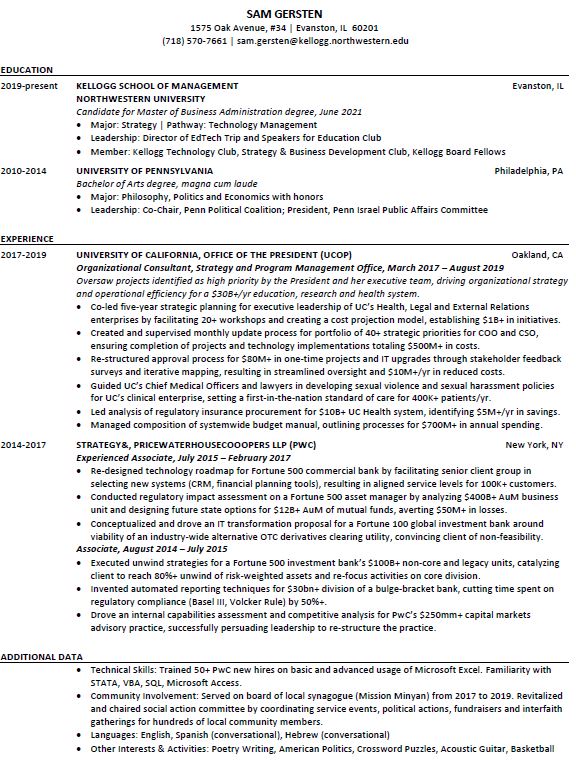 SAM GERSTEN
1575 Oak Avenue, #34 | Evanston, IL 60201
(718) 570-7661 | sam.gersten@kellogg.northwestern.edu
EDUCATION
2019-present KELLOGG SCHOOL OF MANAGEMENT Evanston, IL
NORTHWESTERN UNIVERSITY
Candidate for Master of Business Administration degree, June 2021
• Major: Strategy | Pathway: Technology Management
• Leadership: Director of EdTech Trip and Speakers for Education Club
• Member: Kellogg Technology Club, Strategy & Business Development Club, Kellogg Board Fellows
2010-2014 UNIVERSITY OF PENNSYLVANIA Philadelphia, PA
Bachelor of Arts degree, magna cum laude
• Major: Philosophy, Politics and Economics with honors
• Leadership: Co-Chair, Penn Political Coalition; President, Penn Israel Public Affairs Committee
EXPERIENCE
2017-2019 UNIVERSITY OF CALIFORNIA, OFFICE OF THE PRESIDENT (UCOP) Oakland, CA
Organizational Consultant, Strategy and Program Management Office, March 2017 – August 2019
Oversaw projects identified as high priority by the President and her executive team, driving organizational strategy
and operational efficiency for a $30B+/yr education, research and health system.
• Co-led five-year strategic planning for executive leadership of UC's Health, Legal and External Relations
enterprises by facilitating 20+ workshops and creating a cost projection model, establishing $1B+ in initiatives.
• Created and supervised monthly update process for portfolio of 40+ strategic priorities for COO and CSO,
ensuring completion of projects and technology implementations totaling $500M+ in costs.
• Re-structured approval process for $80M+ in one-time projects and IT upgrades through stakeholder feedback
surveys and iterative mapping, resulting in streamlined oversight and $10M+/yr in reduced costs.
• Guided UC's Chief Medical Officers and lawyers in developing sexual violence and sexual harassment policies
for UC's clinical enterprise, setting a first-in-the-nation standard of care for 400K+ patients/yr.
• Led analysis of regulatory insurance procurement for $10B+ UC Health system, identifying $5M+/yr in savings.
• Managed composition of systemwide budget manual, outlining processes for $700M+ in annual spending.
2014-2017 STRATEGY&, PRICEWATERHOUSECOOOPERS LLP (PWC) New York, NY
Experienced Associate, July 2015 – February 2017
• Re-designed technology roadmap for Fortune 500 commercial bank by facilitating senior client group in
selecting new systems (CRM, financial planning tools), resulting in aligned service levels for 100K+ customers.
• Conducted regulatory impact assessment on a Fortune 500 asset manager by analyzing $400B+ AuM business
unit and designing future state options for $12B+ AuM of mutual funds, averting $50M+ in losses.
• Conceptualized and drove an IT transformation proposal for a Fortune 100 global investment bank around
viability of an industry-wide alternative OTC derivatives clearing utility, convincing client of non-feasibility.
Associate, August 2014 – July 2015
• Executed unwind strategies for a Fortune 500 investment bank's $100B+ non-core and legacy units, catalyzing
client to reach 80%+ unwind of risk-weighted assets and re-focus activities on core division.
• Invented automated reporting techniques for $30bn+ division of a bulge-bracket bank, cutting time spent on
regulatory compliance (Basel III, Volcker Rule) by 50%+.
• Drove an internal capabilities assessment and competitive analysis for PwC's $250mm+ capital markets
advisory practice, successfully persuading leadership to re-structure the practice.
ADDITIONAL DATA
• Technical Skills: Trained 50+ PwC new hires on basic and advanced usage of Microsoft Excel. Familiarity with
STATA, VBA, SQL, Microsoft Access.
• Community Involvement: Served on board of local synagogue (Mission Minyan) from 2017 to 2019. Revitalized
and chaired social action committee by coordinating service events, political actions, fundraisers and interfaith
gatherings for hundreds of local community members.
• Languages: English, Spanish (conversational), Hebrew (conversational)
• Other Interests & Activities: Poetry Writing, American Politics, Crossword Puzzles, Acoustic Guitar, Basketball